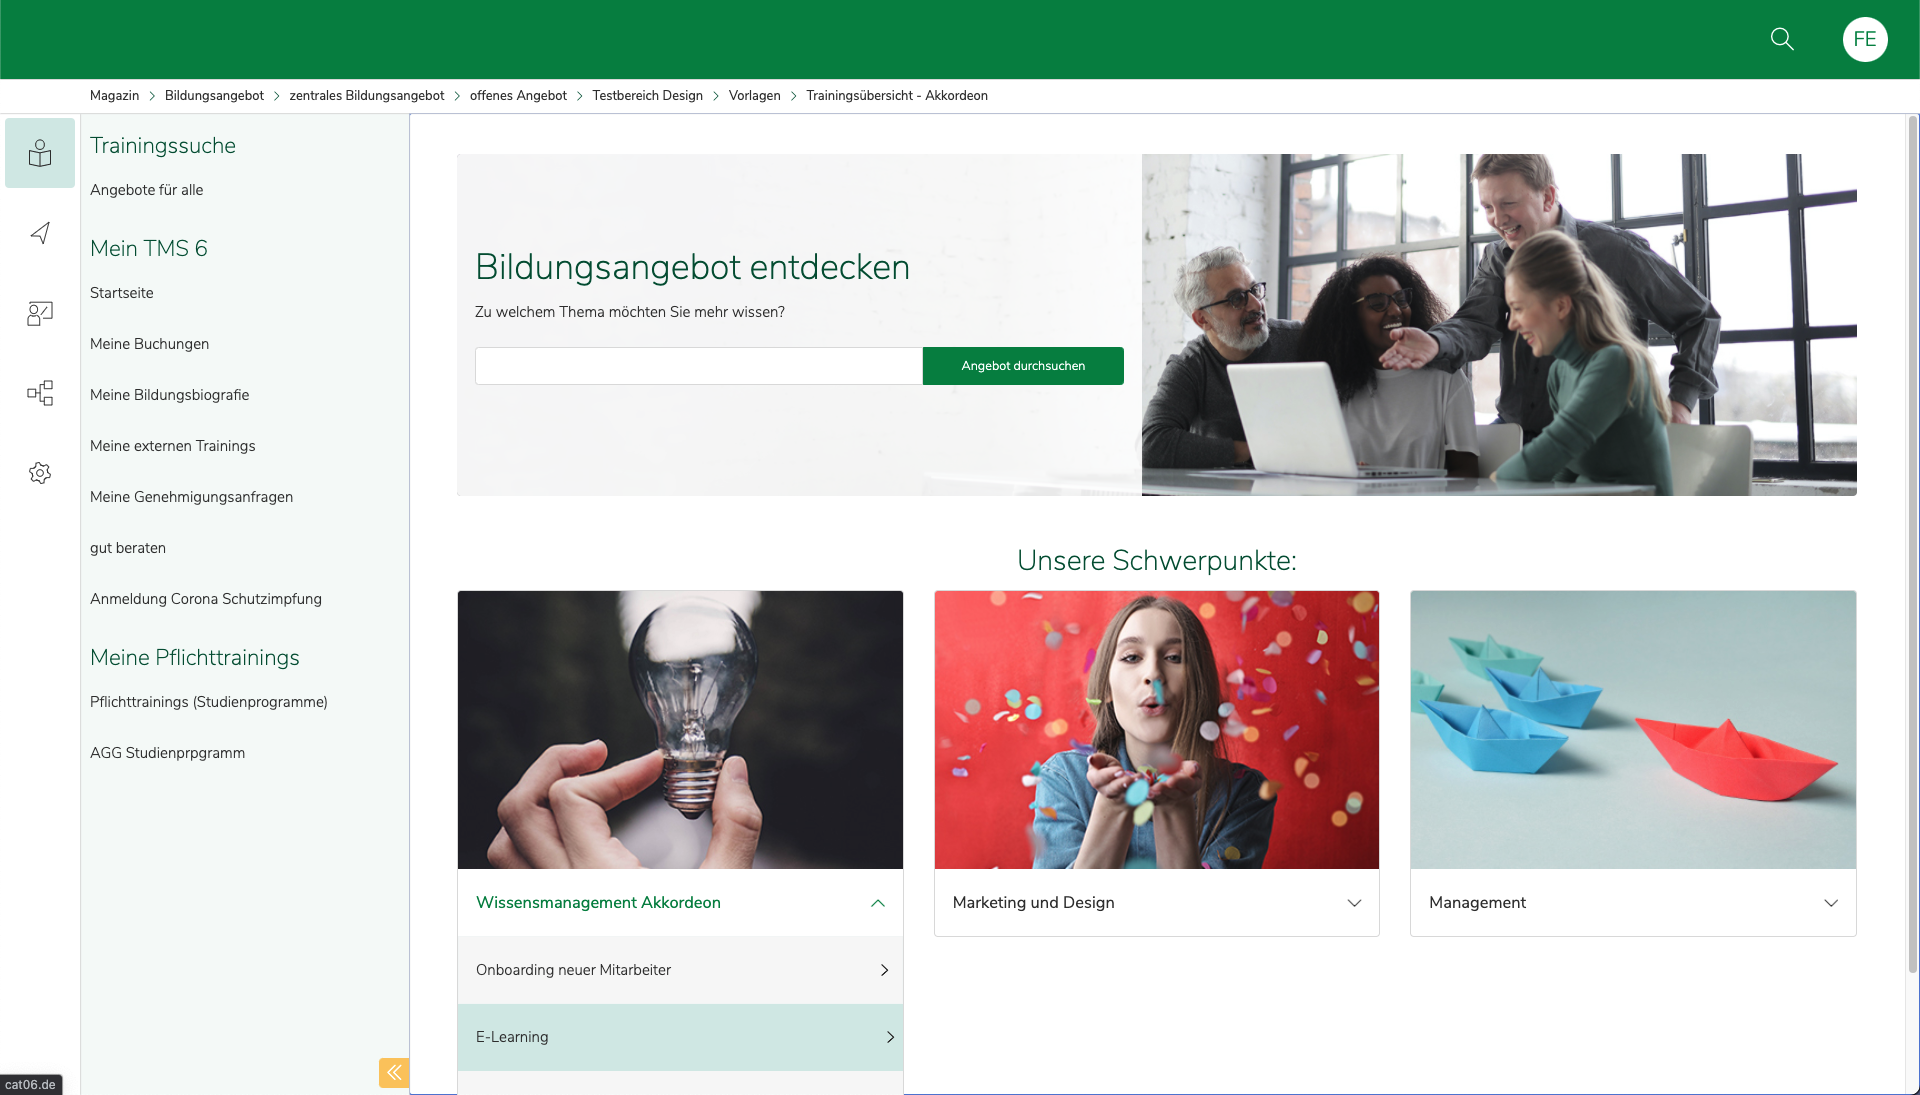 FE
Magazin > Bildungsangebot > zentrales Bildungsangebot > offenes Angebot > Testbereich Design > Vorlagen > Trainingsübersicht - Akkordeon
Trainingssuche
Angebote für alle
Mein TMS 6
Startseite
Meine Buchungen
Meine Bildungsbiografie
Meine externen Trainings
Meine Genehmigungsanfragen
gut beraten
Anmeldung Corona Schutzimpfung
Meine Pflichttrainings
Pflichttrainings (Studienprogramme)
AGG Studienprpgramm
Bildungsangebot entdecken
Zu welchem Thema möchten Sie mehr wissen?
Angebot durchsuchen
Unsere Schwerpunkte:
Wissensmanagement Akkordeon
Onboarding neuer Mitarbeiter
E-Learning
Marketing und Design
Management
cat06.de